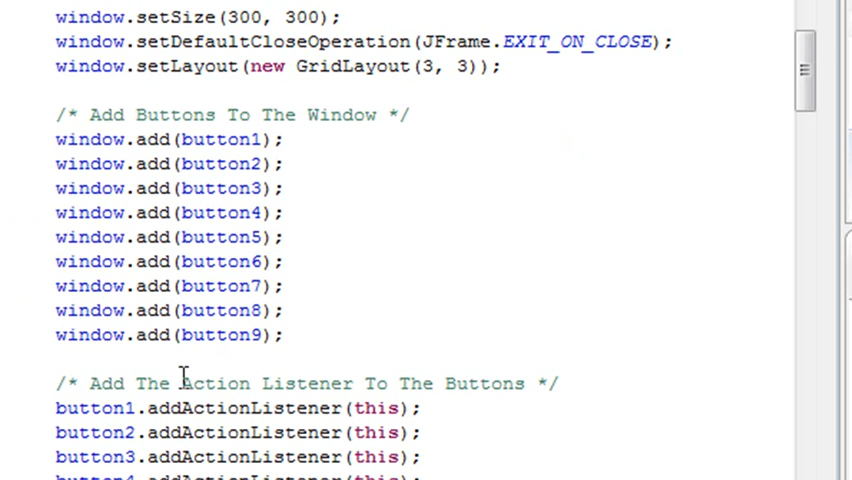 window.setSize(300, 300);
window.setDefaultCloseOperation(JFrame.EXIT_ON_CLOSE);
window.setLayout(new GridLayout(3, 3));
/* Add Buttons To The Window */
window.add(button1);
window.add(button2);
window.add(button3);
window.add(button4);
window.add(button5);
window.add(button6);
window.add(button7);
window.add(button8);
window.add(button9);
/* Add The Action Listener To The Buttons */
button1.addActionListener(this);
button2.addActionListener(this);
button3.addActionListener(this);
button4.addActionListener(this);